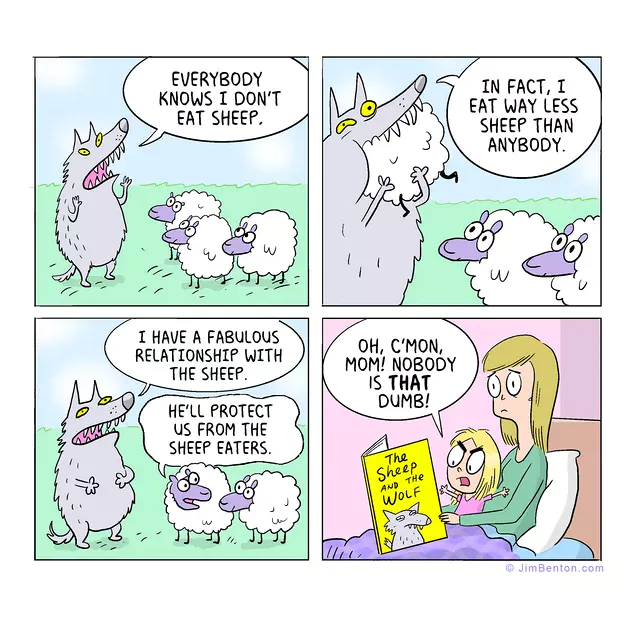 EVERYBODY
KNOWS I DON'T
EAT SHEEP.
IN FACT, I
EAT WAY LESS
SHEEP THAN
ANYBODY.
I HAVE A FABULOUS
RELATIONSHIP WITH
THE SHEEP.
HE'LL PROTECT
US FROM THE
SHEEP EATERS.
OH, C'MON,
MOM! NOBODY
IS THAT
DUMB!
The
Sheep
AND THE
WOLF
© JimBenton.com